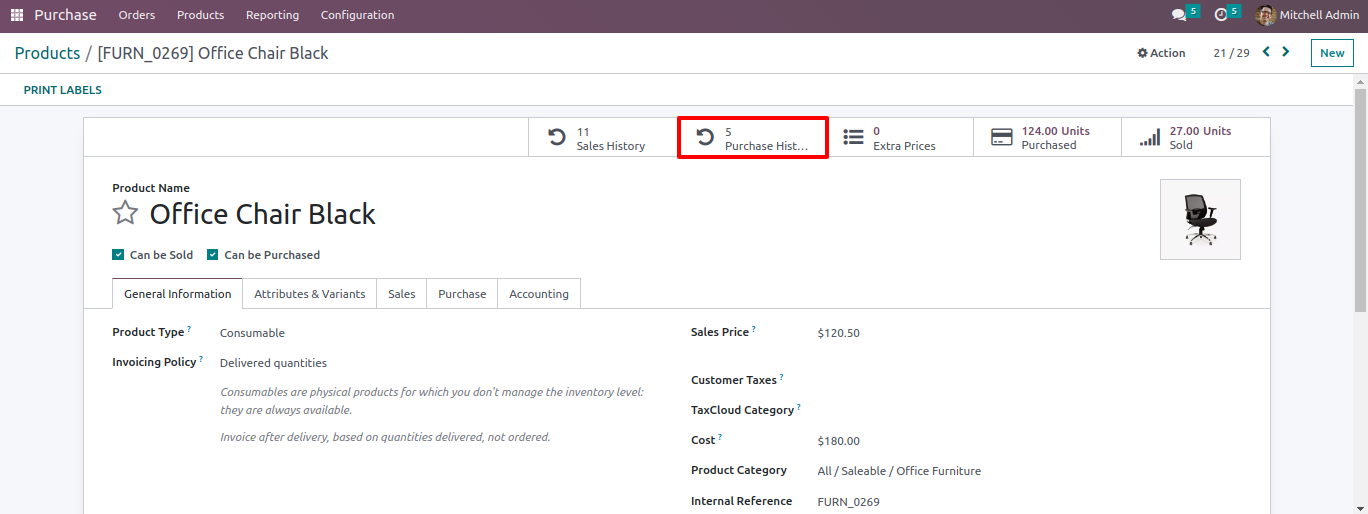 Purchase Orders Products Reporting Configuration 5 5 Mitchell Admin
Products / [FURN_0269] Office Chair Black Action 21 / 29 New
PRINT LABELS
11
Sales History
5
Purchase Hist...
0
Extra Prices
124.00 Units
Purchased
27.00 Units
Sold
Product Name
Office Chair Black
Can be Sold Can be Purchased
General Information Attributes & Variants Sales Purchase Accounting
Product Type ? Consumable
Invoicing Policy ? Delivered quantities
Consumables are physical products for which you don't manage the inventory level:
they are always available.
Invoice after delivery, based on quantities delivered, not ordered.
Sales Price ? $120.50
Customer Taxes ?
TaxCloud Category ?
Cost ? $180.00
Product Category All / Saleable / Office Furniture
Internal Reference FURN_0269